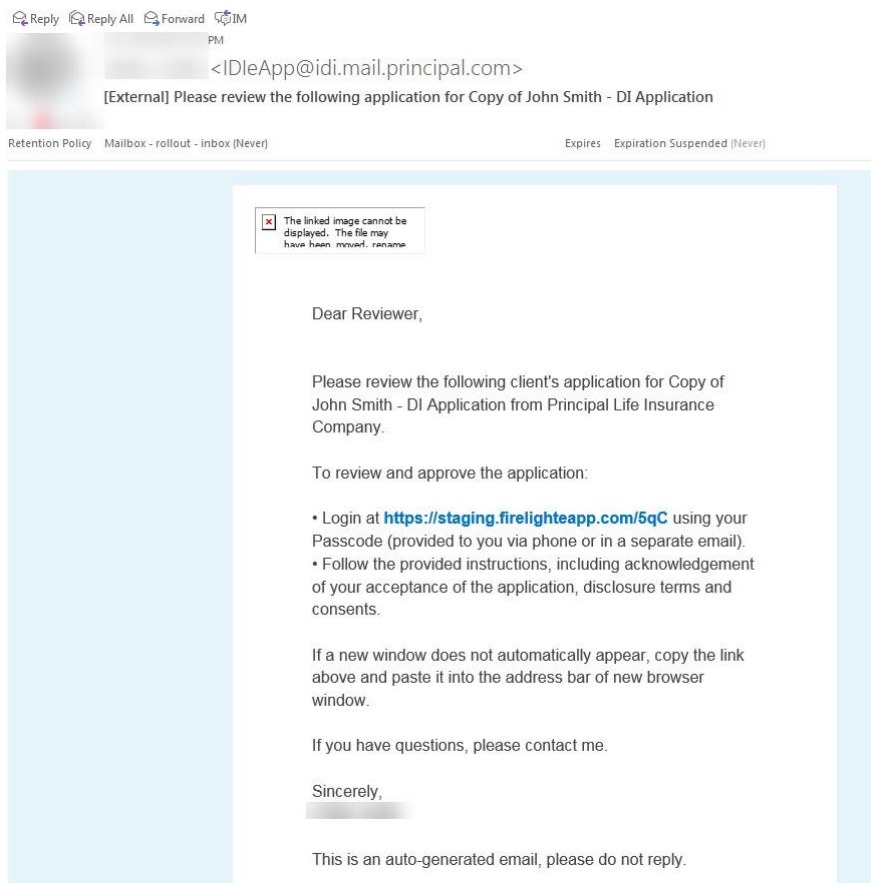 Reply Reply All Forward IM
PM
<IDIeApp@idi.mail.principal.com>
[External] Please review the following application for Copy of John Smith - DI Application
Retention Policy Mailbox - rollout - inbox (Never) Expires Expiration Suspended (Never)
The linked image cannot be
displayed. The file may
have been moved, rename
Dear Reviewer,
Please review the following client's application for Copy of
John Smith - DI Application from Principal Life Insurance
Company.
To review and approve the application:
• Login at https://staging.firelighteapp.com/5qC using your
Passcode (provided to you via phone or in a separate email).
• Follow the provided instructions, including acknowledgement
of your acceptance of the application, disclosure terms and
consents.
If a new window does not automatically appear, copy the link
above and paste it into the address bar of new browser
window.
If you have questions, please contact me.
Sincerely,
This is an auto-generated email, please do not reply.